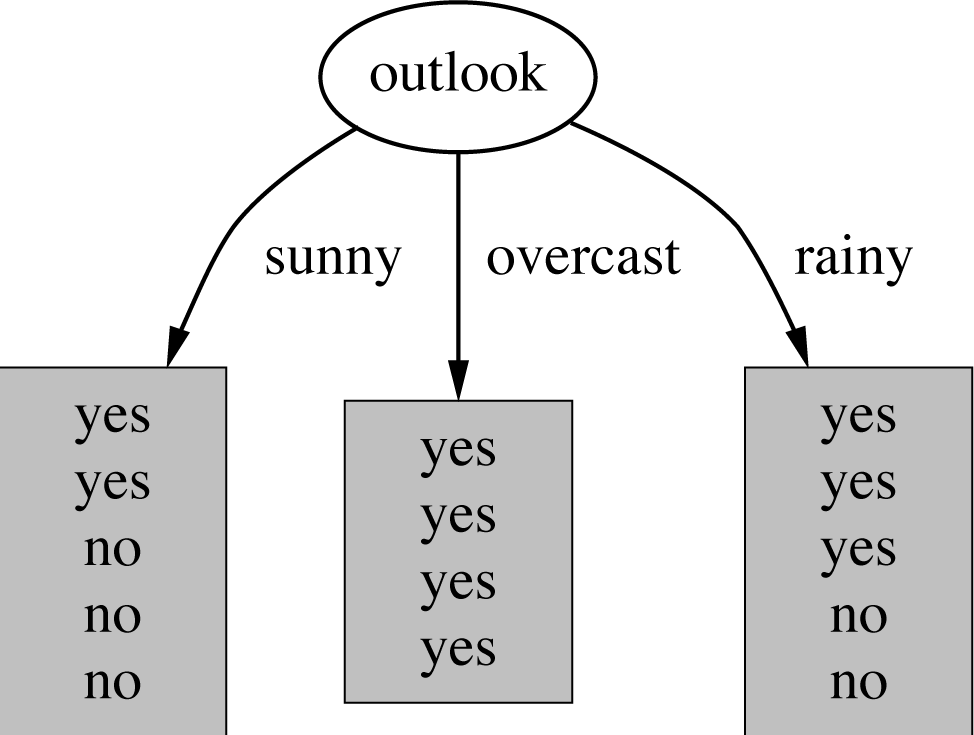 outlook
sunny
overcast
rainy
yes
yes
no
no
no
yes
yes
yes
yes
yes
yes
yes
no
no